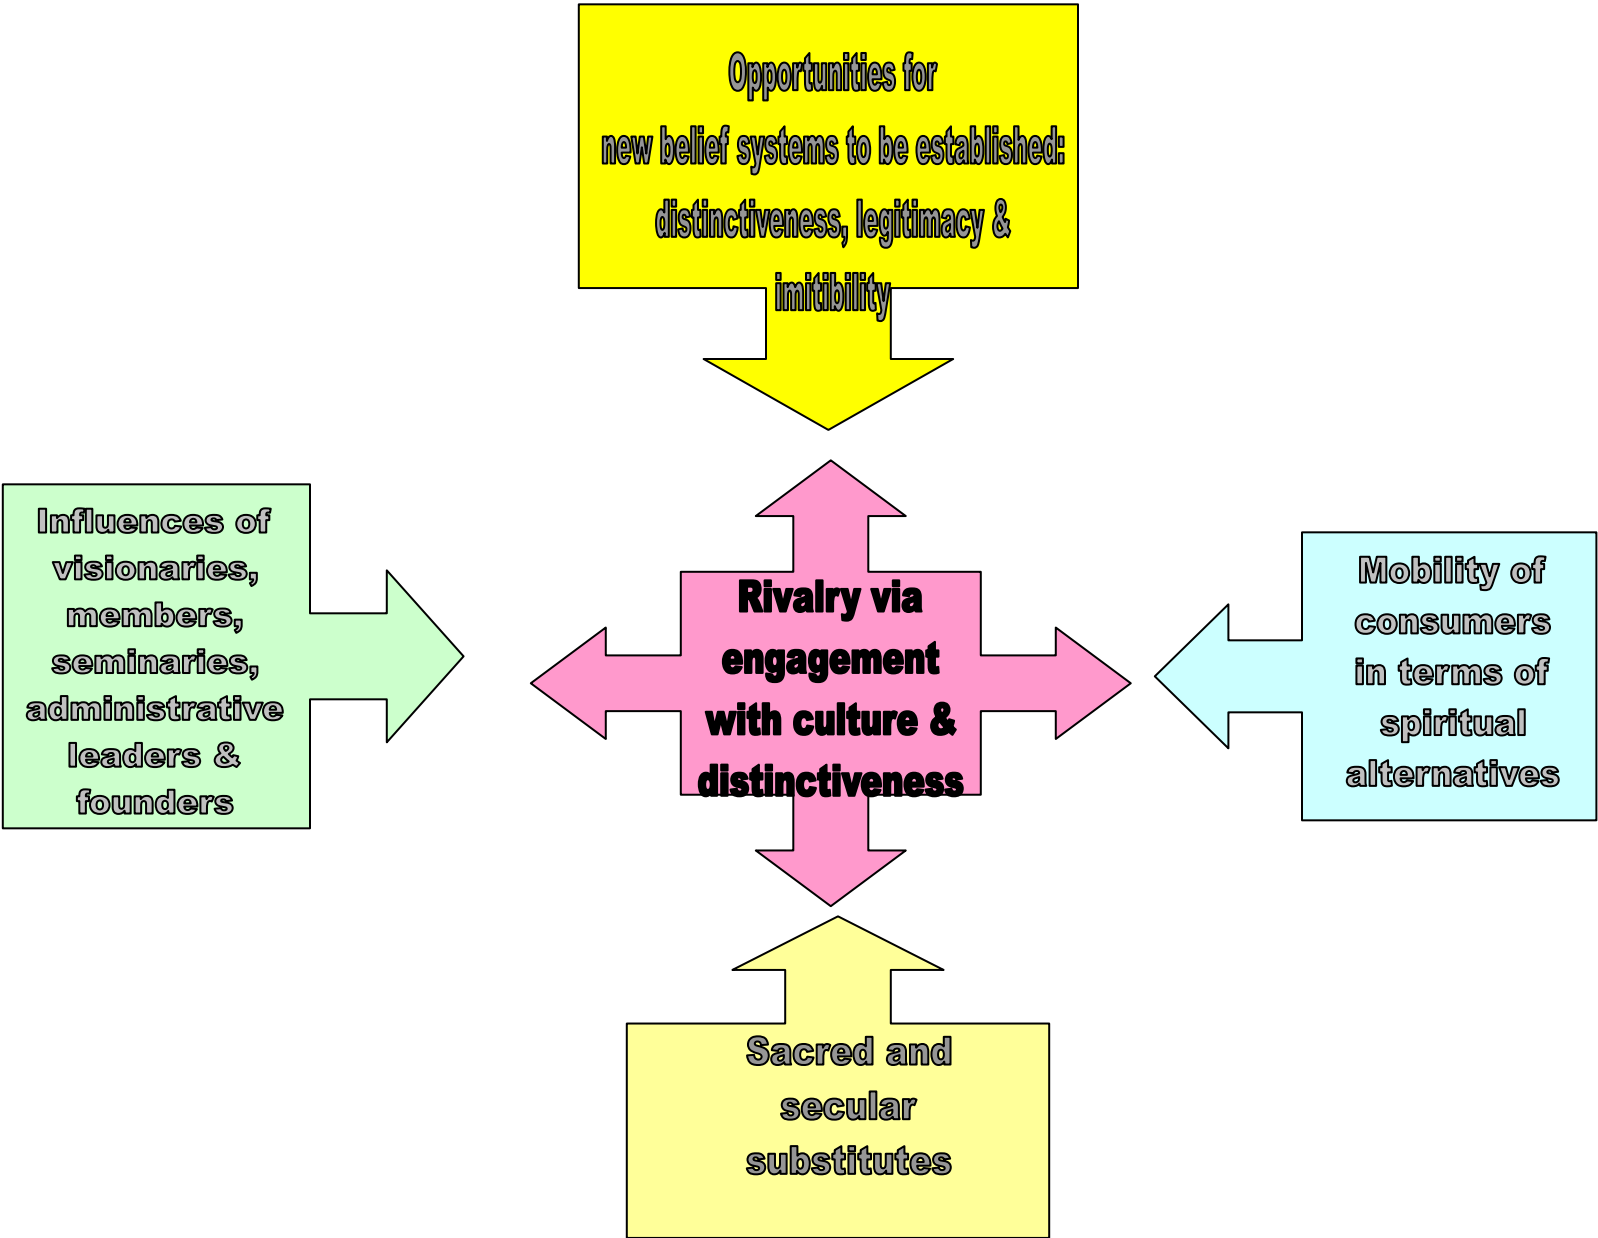 Opportunities for
new belief systems to be established:
distinctiveness, legitimacy &
imitibility
Influences of
visionaries,
members,
seminaries,
administrative
leaders &
founders
Rivalry via
engagement
with culture &
distinctiveness
Mobility of
consumers
in terms of
spiritual
alternatives
Sacred and
secular
substitutes